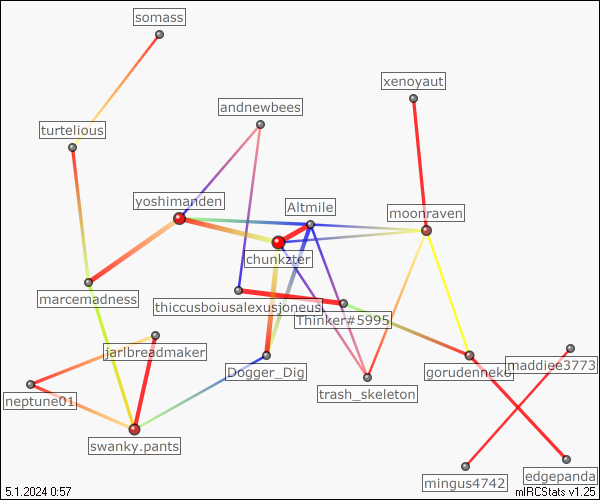 somass
xenoyaut
andnewbees
turtelious
yoshimanden
Altmile
moonraven
chunkzter
marcemadness
thiccusboiusalexusjoneus
Thinker#5995
jarlbreadmaker
Dogger_Dig
gorudenneko
maddiee3773
trash_skeleton
neptune01
swanky.pants
mingus4742
edgepanda
5.1.2024 0:57
mIRCStats v1.25